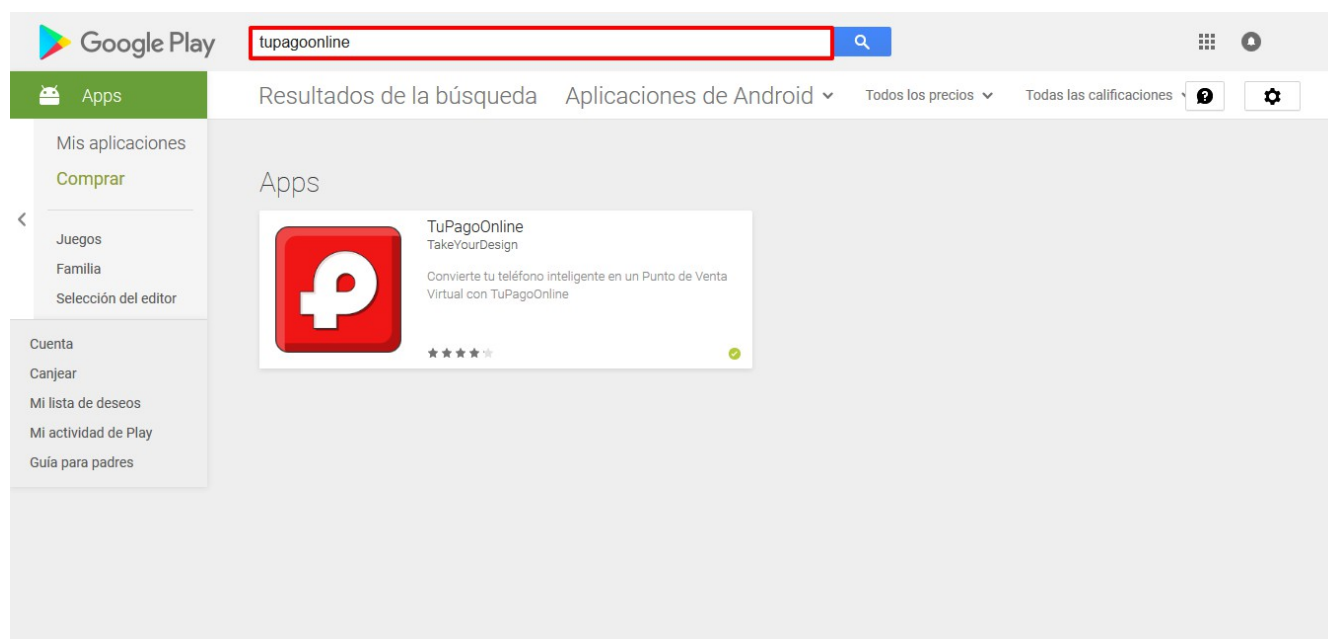 Google Play
tupagoonline
Apps
Resultados de la búsqueda
Aplicaciones de Android
Todos los precios
Todas las calificaciones
Mis aplicaciones
Comprar
Juegos
Familia
Selección del editor
Cuenta
Canjear
Mi lista de deseos
Mi actividad de Play
Guía para padres
Apps
TuPagoOnline
TakeYourDesign
Convierte tu teléfono inteligente en un Punto de Venta
Virtual con TuPagoOnline